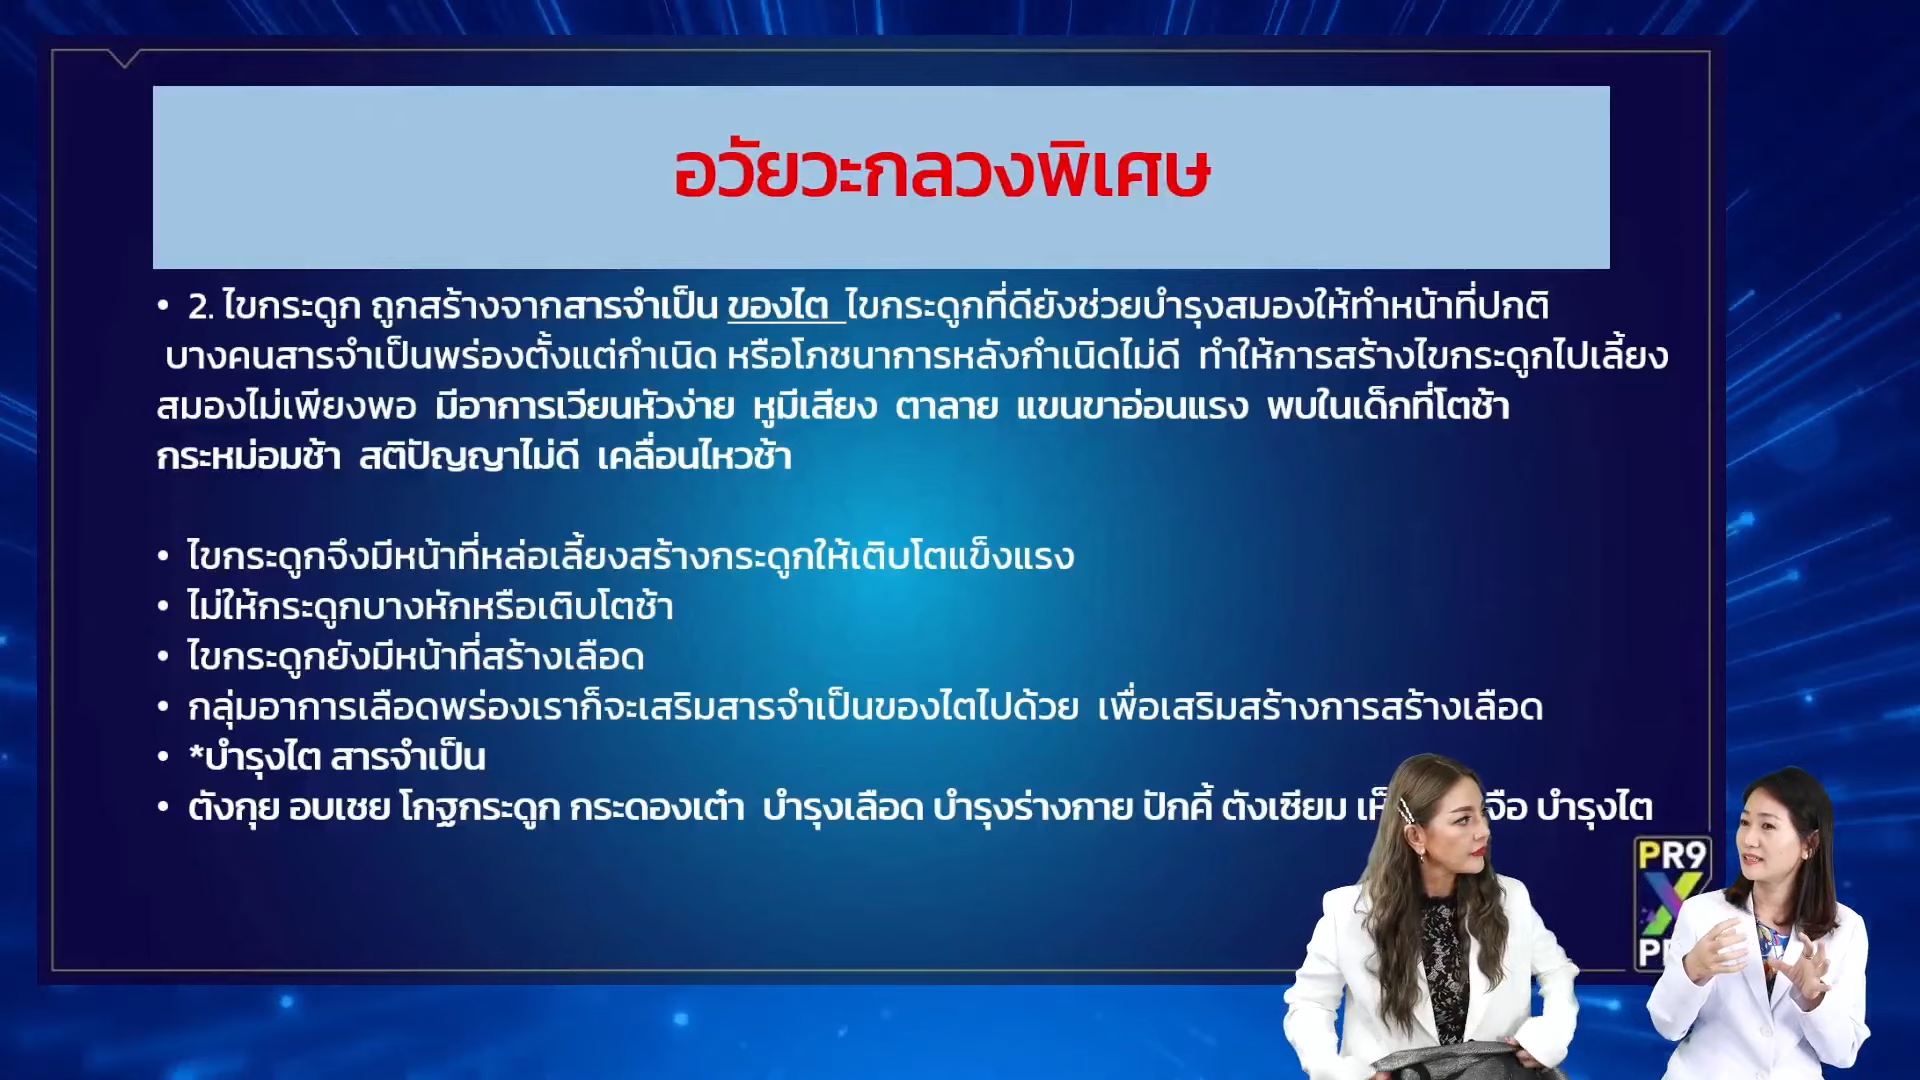 อวัยวะกลวงพิเศษ
• 2. ไขกระดูก ถูกสร้างจากสารจำเป็น ของไต ไขกระดูกที่ดียังช่วยบำรุงสมองให้ทำหน้าที่ปกติ
บางคนสารจำเป็นพร่องตั้งแต่กำเนิด หรือโภชนาการหลังกำเนิดไม่ดี ทำให้การสร้างไขกระดูกไปเลี้ยง
สมองไม่เพียงพอ มีอาการเวียนหัวง่าย หูมีเสียง ตาลาย แขนขาอ่อนแรง พบในเด็กที่โตช้า
กระหม่อมช้า สติปัญญาไม่ดี เคลื่อนไหวช้า
• ไขกระดูกจึงมีหน้าที่หล่อเลี้ยงสร้างกระดูกให้เติบโตแข็งแรง
• ไม่ให้กระดูกบางหักหรือเติบโตช้า
• ไขกระดูกยังมีหน้าที่สร้างเลือด
• กลุ่มอาการเลือดพร่องเราก็จะเสริมสารจำเป็นของไตไปด้วย เพื่อเสริมสร้างการสร้างเลือด
• *บำรุงไต สารจำเป็น
• ตังกุย อบเชย โกฐกระดูก กระดองเต๋า บำรุงเลือด บำรุงร่างกาย ปักคี้ ตังเซียม บำรุงไต
PR9